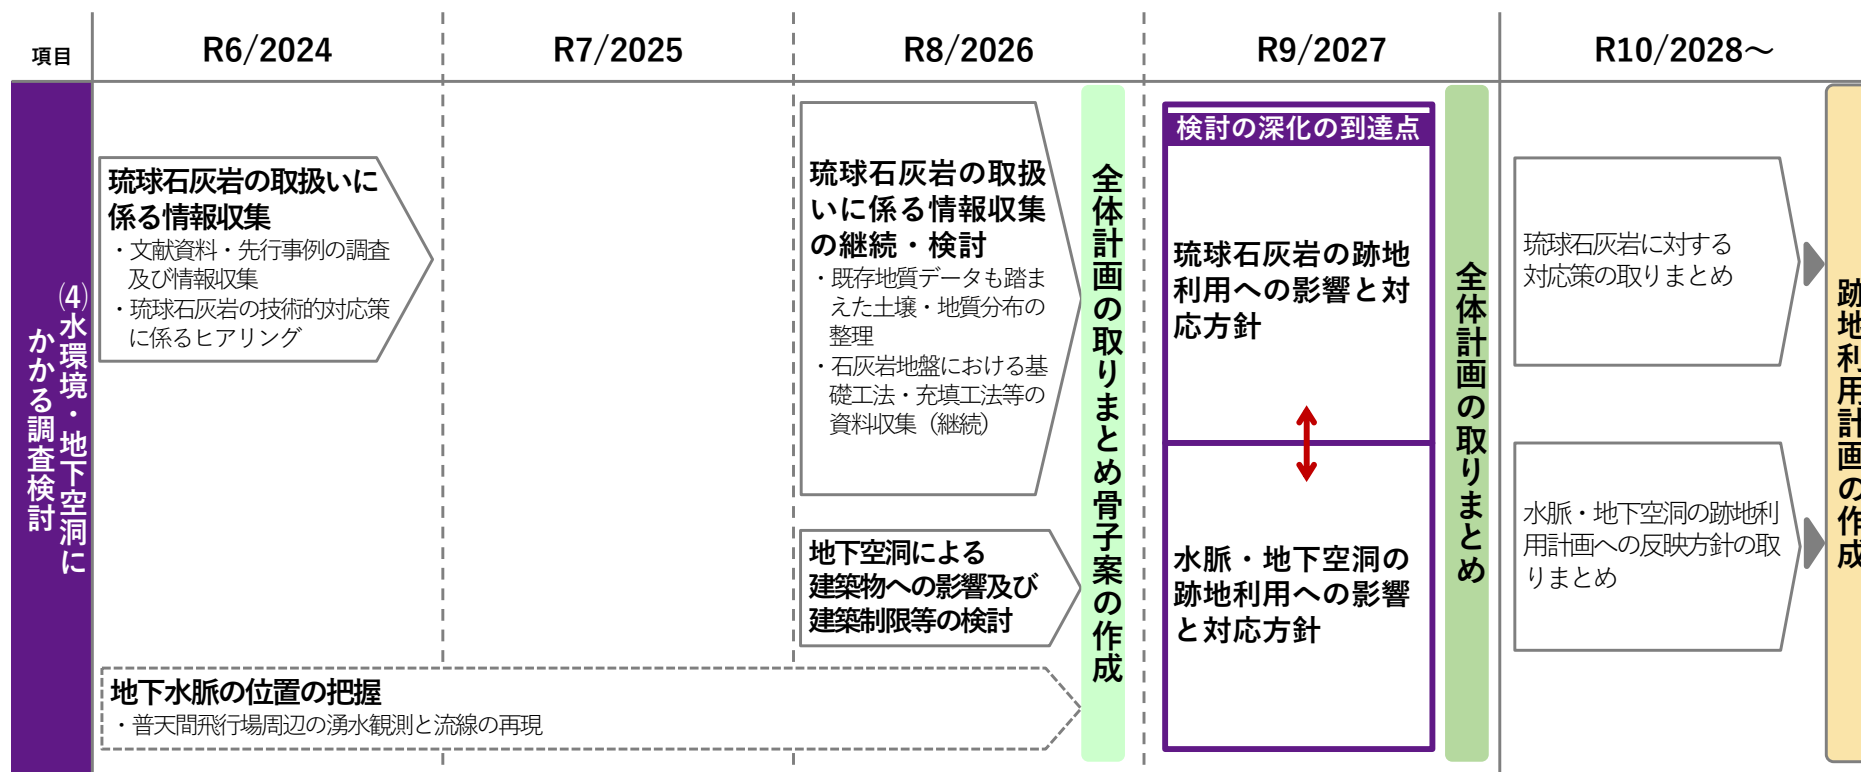 項目
R6/2024
R7/2025
R8/2026
R9/2027
R10/2028～
(4)水環境・地下空洞に
かかる調査検討
琉球石灰岩の取扱いに
係る情報収集
・文献資料・先行事例の調査
及び情報収集
・琉球石灰岩の技術的対応策
に係るヒアリング
琉球石灰岩の取扱
いに係る情報収集
の継続・検討
・既存地質データも踏ま
えた土壌・地質分布の
整理
・石灰岩地盤における基
礎工法・充填工法等の
資料収集（継続）
地下空洞による
建築物への影響及び
建築制限等の検討
地下水脈の位置の把握
・普天間飛行場周辺の湧水観測と流線の再現
全体計画の取りまとめ骨子案の作成
検討の深化の到達点
琉球石灰岩の跡地
利用への影響と対
応方針
水脈・地下空洞の
跡地利用への影響
と対応方針
全体計画の取りまとめ
琉球石灰岩に対する
対応策の取りまとめ
水脈・地下空洞の跡地利
用計画への反映方針の取
りまとめ
跡地利用計画の作成